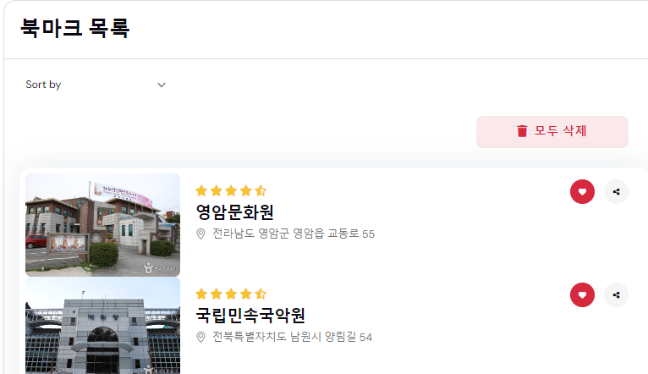 북마크 목록
Sort by
모두 삭제
영암문화원
전라남도 영암군 영암읍 교동로 55
국립민속국악원
전북특별자치도 남원시 양림길 54